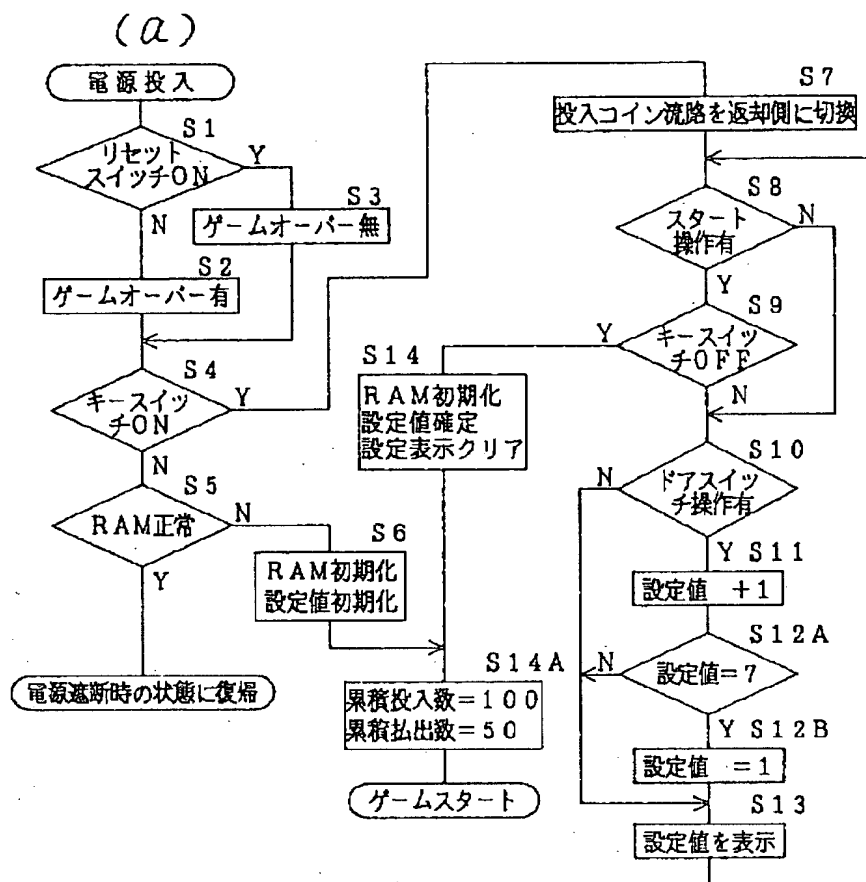 (a)
電源投入
S1
リセット
スイッチON
Y
N
S3
ゲームオーバー無
S2
ゲームオーバー有
S4
キースイッ
チON
Y
N
S5
RAM正常
N
Y
S6
RAM初期化
設定値初期化
電源遮断時の状態に復帰
S7
投入コイン流路を返却側に切換
S8
スタート
操作有
N
Y
S9
キースイッ
チOFF
Y
N
S14
RAM初期化
設定値確定
設定表示クリア
S10
ドアスイッ
チ操作有
N
Y S11
設定値 +1
S12A
設定値=7
N
Y S12B
設定値 =1
S13
設定値を表示
S14A
累積投入数=100
累積払出数=50
ゲームスタート